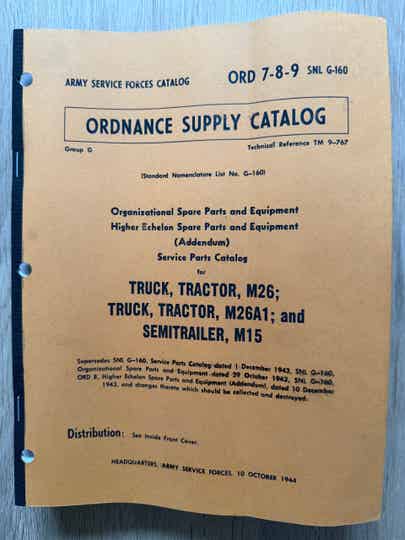 ARMY SERVICE FORCES CATALOG ORD 7-8-9 SNL G-160
ORDNANCE SUPPLY CATALOG
Group G Technical Reference TM 9-767
(Standard Nomenclature List No. G-160)
Organizational Spare Parts and Equipment
Higher Echelon Spare Parts and Equipment
(Addendum)
Service Parts Catalog
for
TRUCK, TRACTOR, M26;
TRUCK, TRACTOR, M26A1; and
SEMITRAILER, M15
Supersedes SNL G-160, Service Parts Catalog dated 1 December 1943, SNL G-160,
Organizational Spare Parts and Equipment dated 29 October 1943, SNL G-160,
ORD 8, Higher Echelon Spare Parts and Equipment (Addendum), dated 10 December
1943, and changes thereto which should be collected and destroyed.
Distribution: See Inside Front Cover.
HEADQUARTERS, ARMY SERVICE FORCES, 10 OCTOBER 1944